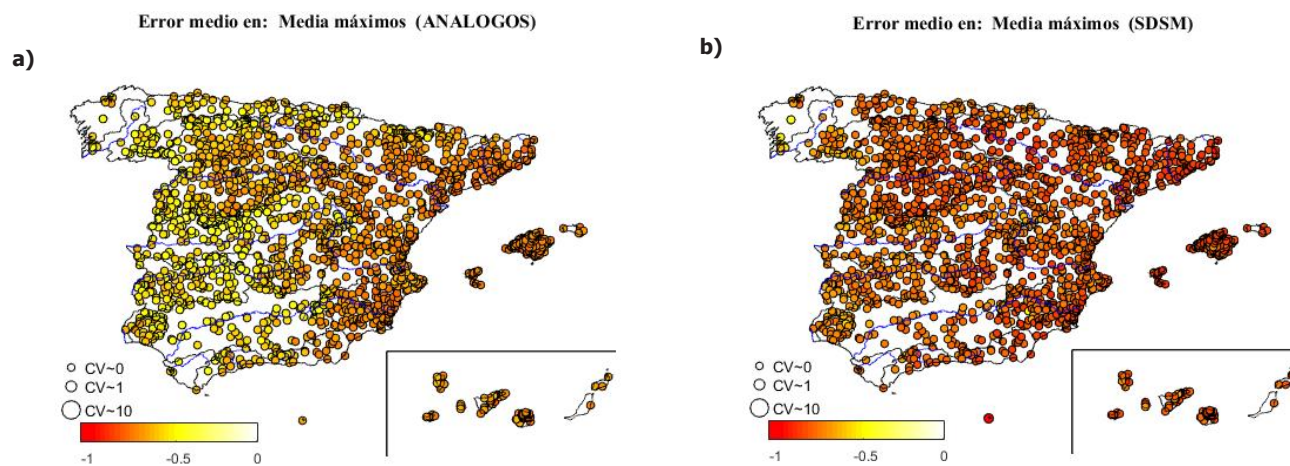 Error medio en: Media máximos (ANALOGOS)
a)
CV~0
CV~1
CV~10
-1 -0.5 0
Error medio en: Media máximos (SDSM)
b)
CV~0
CV~1
CV~10
-1 -0.5 0